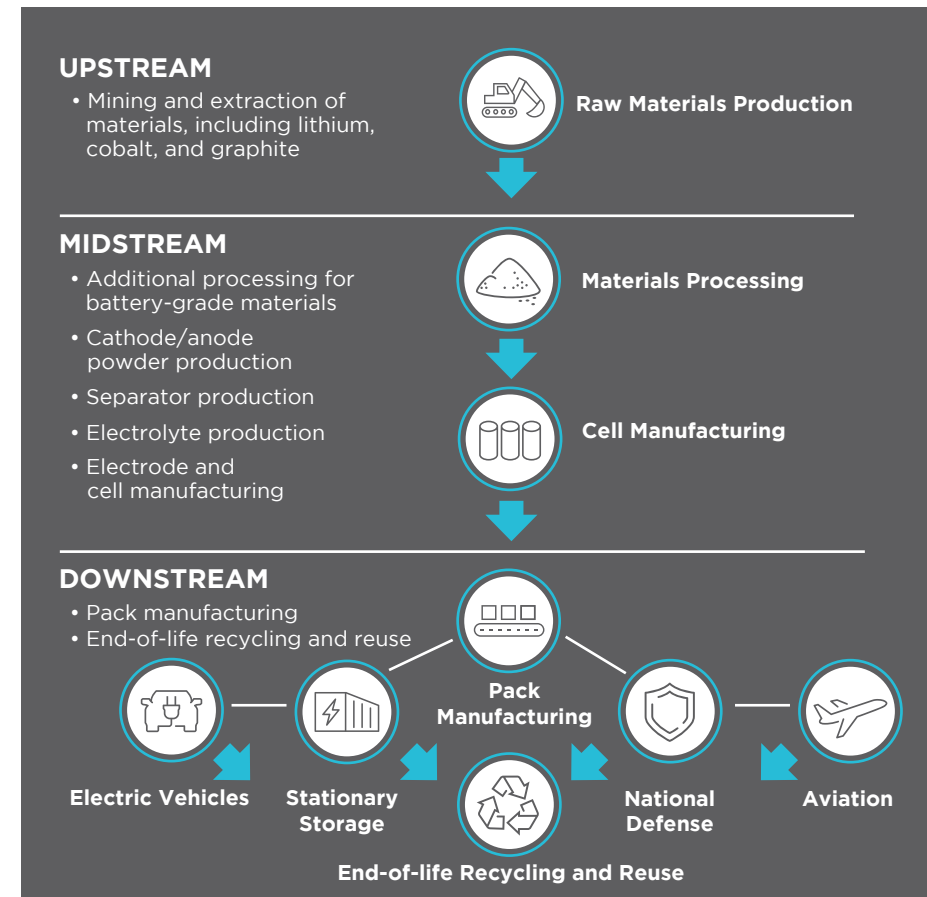 UPSTREAM
• Mining and extraction of
materials, including lithium,
cobalt, and graphite
Raw Materials Production
MIDSTREAM
• Additional processing for
battery-grade materials
• Cathode/anode
powder production
• Separator production
• Electrolyte production
• Electrode and
cell manufacturing
Materials Processing
Cell Manufacturing
DOWNSTREAM
• Pack manufacturing
• End-of-life recycling and reuse
Pack
Manufacturing
Electric Vehicles
Stationary
Storage
National
Defense
Aviation
End-of-life Recycling and Reuse